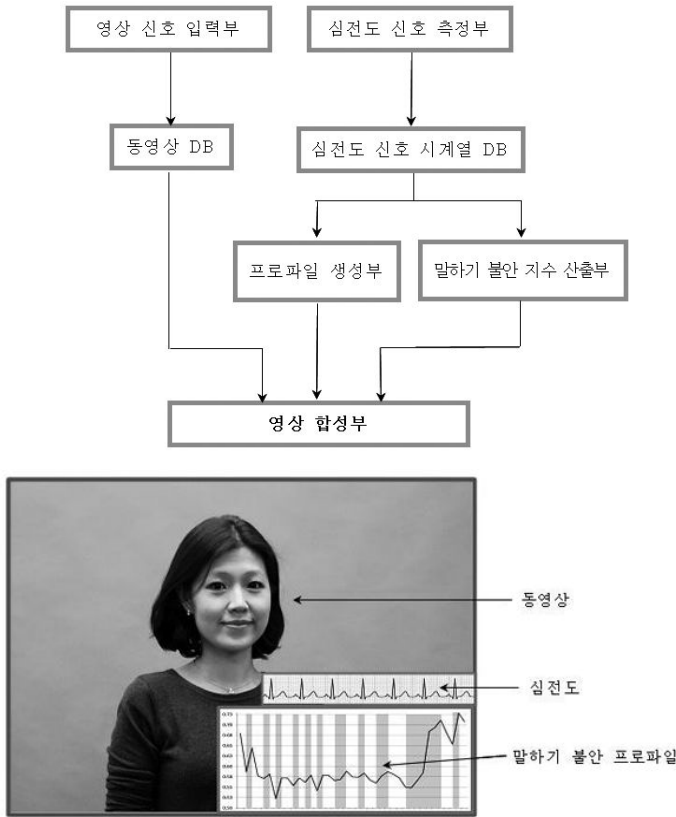 영상 신호 입력부
심전도 신호 측정부
동영상 DB
심전도 신호 시계열 DB
프로파일 생성부
말하기 불안 지수 산출부
영상 합성부
동영상
심전도
말하기 불안 프로파일